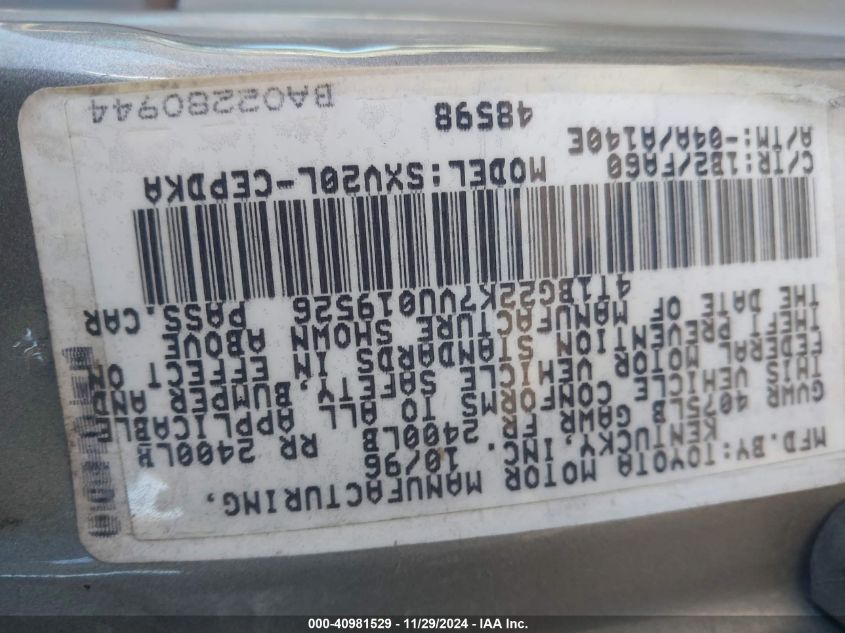 MFD.BY:TOYOTA MOTOR MANUFACTURING,
KENTUCKY,INC. 10/96
GVWR 4075LB GAWR FR 2400LB RR 2400LB
THIS VEHICLE CONFORMS TO ALL APPLICABLE
FEDERAL MOTOR VEHICLE SAFETY, BUMPER, AND
THEFT PREVENTION STANDARDS IN EFFECT ON
THE DATE OF MANUFACTURE SHOWN ABOVE.
4T1BG22K7VU019526 PASS. CAR
C/TR:1B2/FA60 MODEL:SXV20L-CEPDKA
A/TM:-04A/A140E
48598 BA02280944
000-40981529 - 11/29/2024 - IAA Inc.